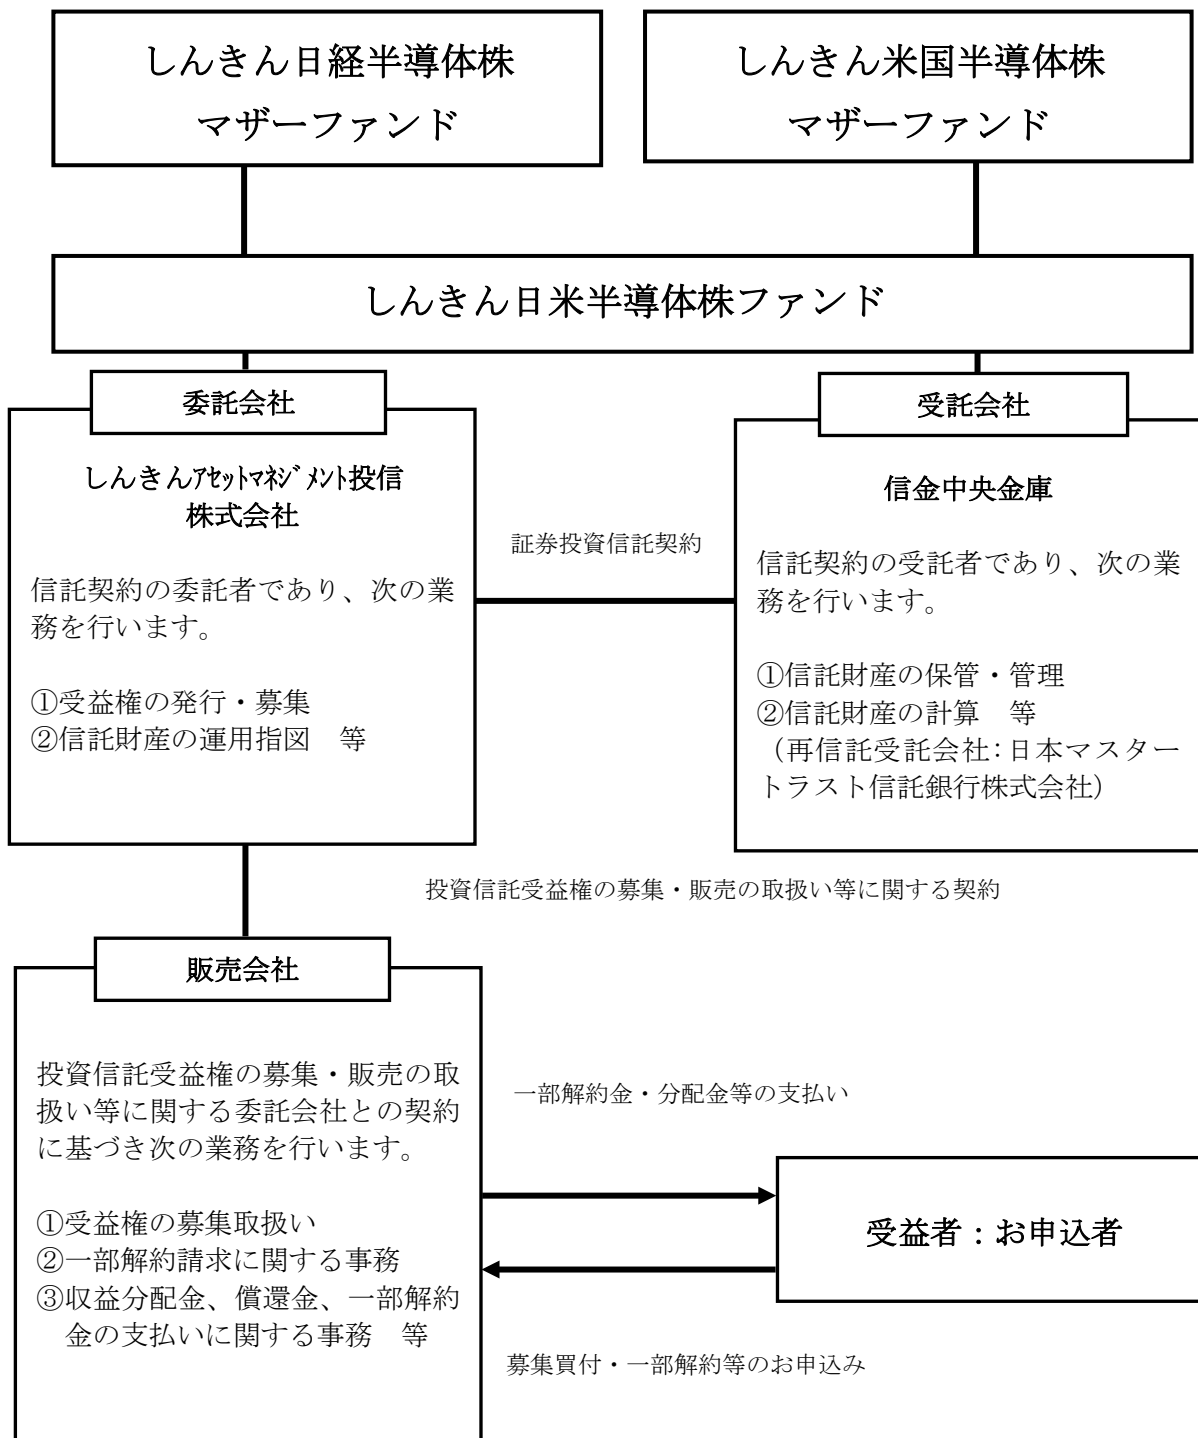 しんきん日経半導体株
マザーファンド
しんきん米国半導体株
マザーファンド
しんきん日米半導体株ファンド
委託会社
しんきんｱｾｯﾄﾏﾈｼﾞﾒﾝﾄ投信
株式会社
信託契約の委託者であり、次の業
務を行います。
①受益権の発行・募集
②信託財産の運用指図　等
証券投資信託契約
受託会社
信金中央金庫
信託契約の受託者であり、次の業
務を行います。
①信託財産の保管・管理
②信託財産の計算　等
（再信託受託会社：日本マスター
トラスト信託銀行株式会社）
投資信託受益権の募集・販売の取扱い等に関する契約
販売会社
投資信託受益権の募集・販売の取
扱い等に関する委託会社との契約
に基づき次の業務を行います。
①受益権の募集取扱い
②一部解約請求に関する事務
③収益分配金、償還金、一部解約
金の支払いに関する事務　等
一部解約金・分配金等の支払い
受益者：お申込者
募集買付・一部解約等のお申込み